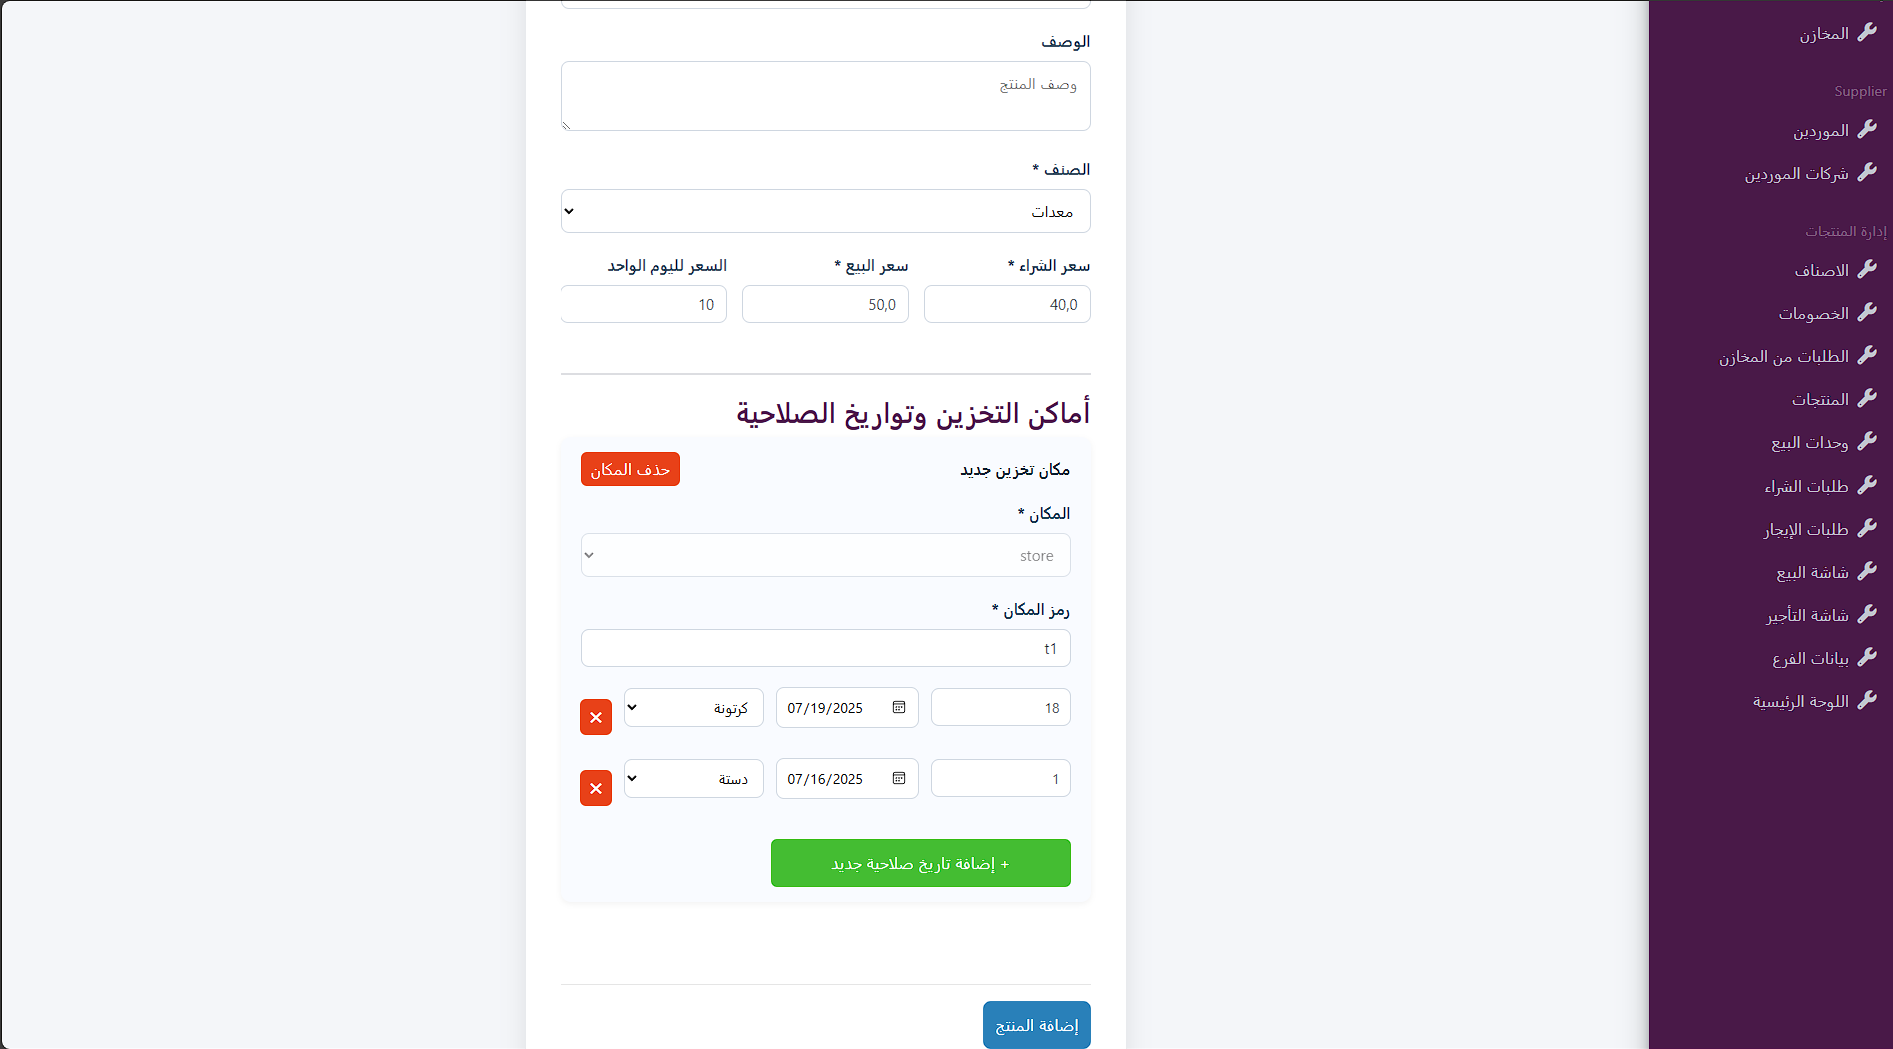 المخازن
Supplier
الموردين
شركات الموردين
إدارة المنتجات
الاصناف
الخصومات
الطلبات من المخازن
المنتجات
وحدات البيع
طلبات الشراء
طلبات الإيجار
شاشة البيع
شاشة التأجير
بيانات الفرع
اللوحة الرئيسية
الوصف
وصف المنتج
الصنف *
معدات
سعر الشراء * سعر البيع * السعر لليوم الواحد
40,0 50,0 10
أماكن التخزين وتواريخ الصلاحية
مكان تخزين جديد حذف المكان
المكان *
store
رمز المكان *
t1
18 07/19/2025 كرتونة
1 07/16/2025 دستة
+ إضافة تاريخ صلاحية جديد
إضافة المنتج